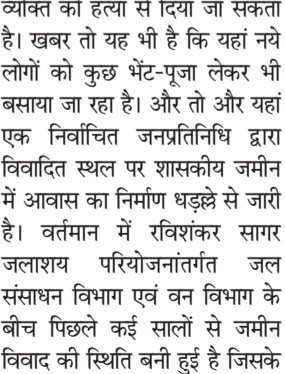 व्यक्ति की हत्या से दिया जा सकता
है। खबर तो यह भी है कि यहां नये
लोगों को कुछ भेंट-पूजा लेकर भी
बसाया जा रहा है। और तो और यहां
एक निर्वाचित जनप्रतिनिधि द्वारा
विवादित स्थल पर शासकीय जमीन
में आवास का निर्माण धड़ल्ले से जारी
है। वर्तमान में रविशंकर सागर
जलाशय परियोजनांतर्गत जल
संसाधन विभाग एवं वन विभाग के
बीच पिछले कई सालों से जमीन
विवाद की स्थिति बनी हुई है जिसके